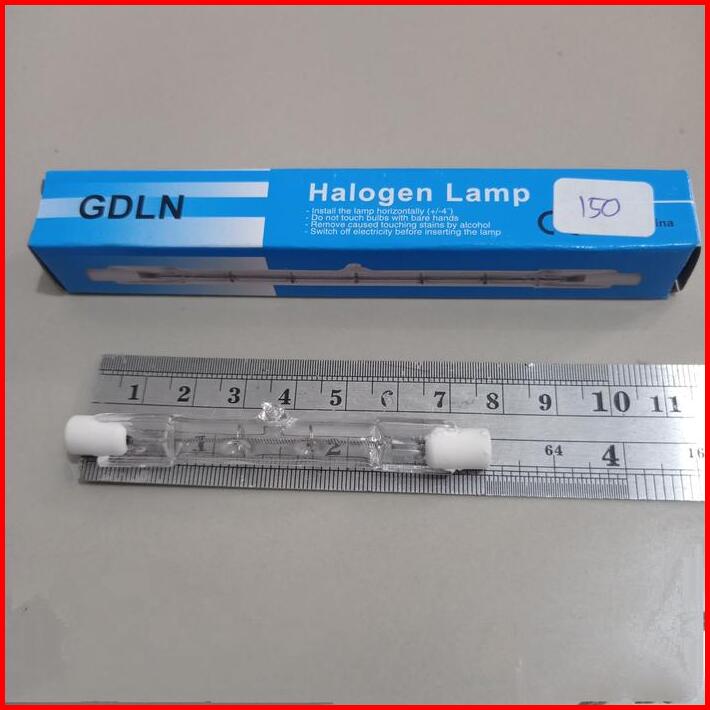 GDLN
Halogen Lamp
- Install the lamp horizontally (+/-4°)
- Do not touch bulbs with bare hands
- Remove caused touching stains by alcohol
- Switch off electricity before inserting the lamp
150
1 2 3 4 5 6 7 8 9 10 11
1 2 64 4